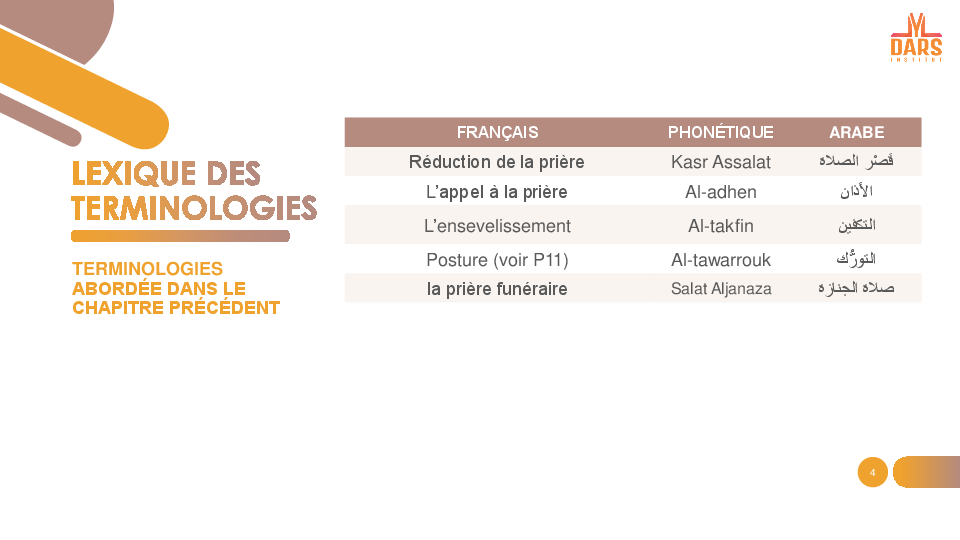 DARS
INSTITUT
LEXIQUE DES
TERMINOLOGIES
TERMINOLOGIES
ABORDÉE DANS LE
CHAPITRE PRÉCÉDENT
FRANÇAIS PHONÉTIQUE ARABE
Réduction de la prière Kasr Assalat قَصْر الصلاه
L’appel à la prière Al-adhen الأذان
L’ensevelissement Al-takfin التكفين
Posture (voir P11) Al-tawarrouk التورُّك
la prière funéraire Salat Aljanaza صلاه الجنازه
4